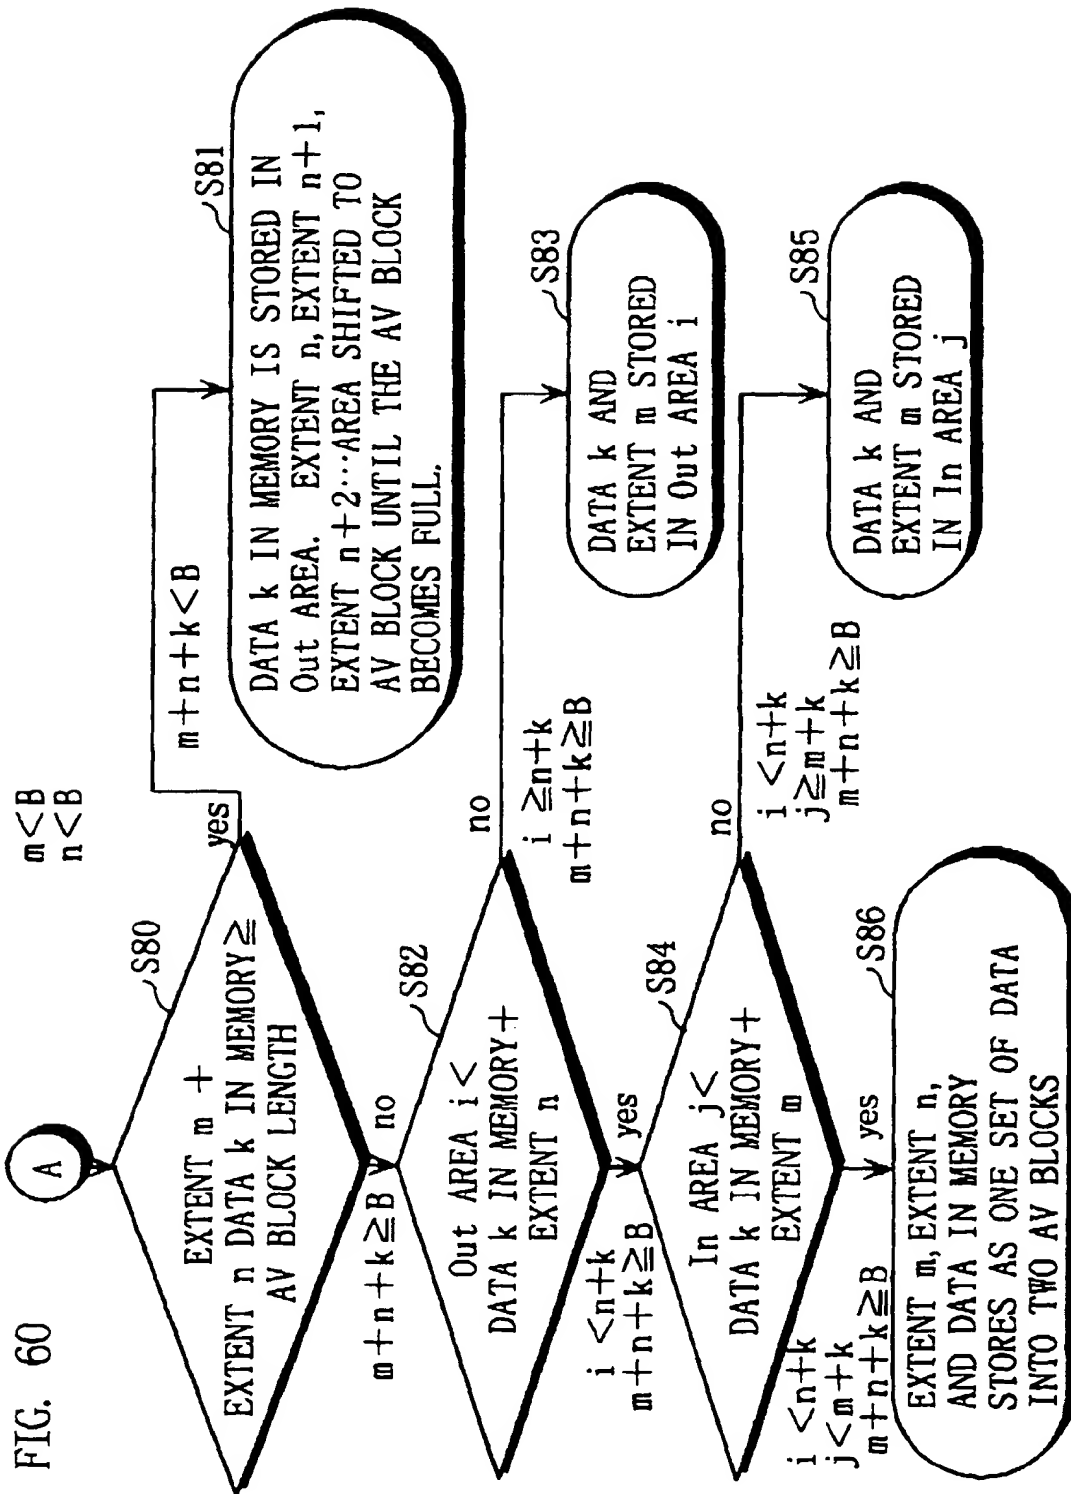 FIG. 60
m<B
n<B
A
S80
EXTENT m +
EXTENT n DATA k IN MEMORY≧
AV BLOCK LENGTH
yes
m+n+k<B
S81
DATA k IN MEMORY IS STORED IN
Out AREA. EXTENT n, EXTENT n+1,
EXTENT n+2…AREA SHIFTED TO
AV BLOCK UNTIL THE AV BLOCK
BECOMES FULL.
no
m+n+k≧B
S82
Out AREA i<
DATA k IN MEMORY+
EXTENT n
no
i ≧n+k
m+n+k≧B
S83
DATA k AND
EXTENT m STORED
IN Out AREA i
yes
i <n+k
m+n+k≧B
S84
In AREA j<
DATA k IN MEMORY+
EXTENT m
no
i <n+k
j≧m+k
m+n+k≧B
S85
DATA k AND
EXTENT m STORED
IN In AREA j
yes
i <n+k
j<m+k
m+n+k≧B
S86
EXTENT m, EXTENT n,
AND DATA IN MEMORY
STORES AS ONE SET OF DATA
INTO TWO AV BLOCKS